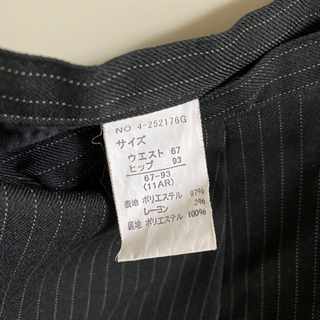 NO 4-252176G
サイズ
ウエスト 67
ヒップ 93
67-93
(11AR)
表地 ポリエステル 97%
レーヨン 3%
裏地 ポリエステル 100%